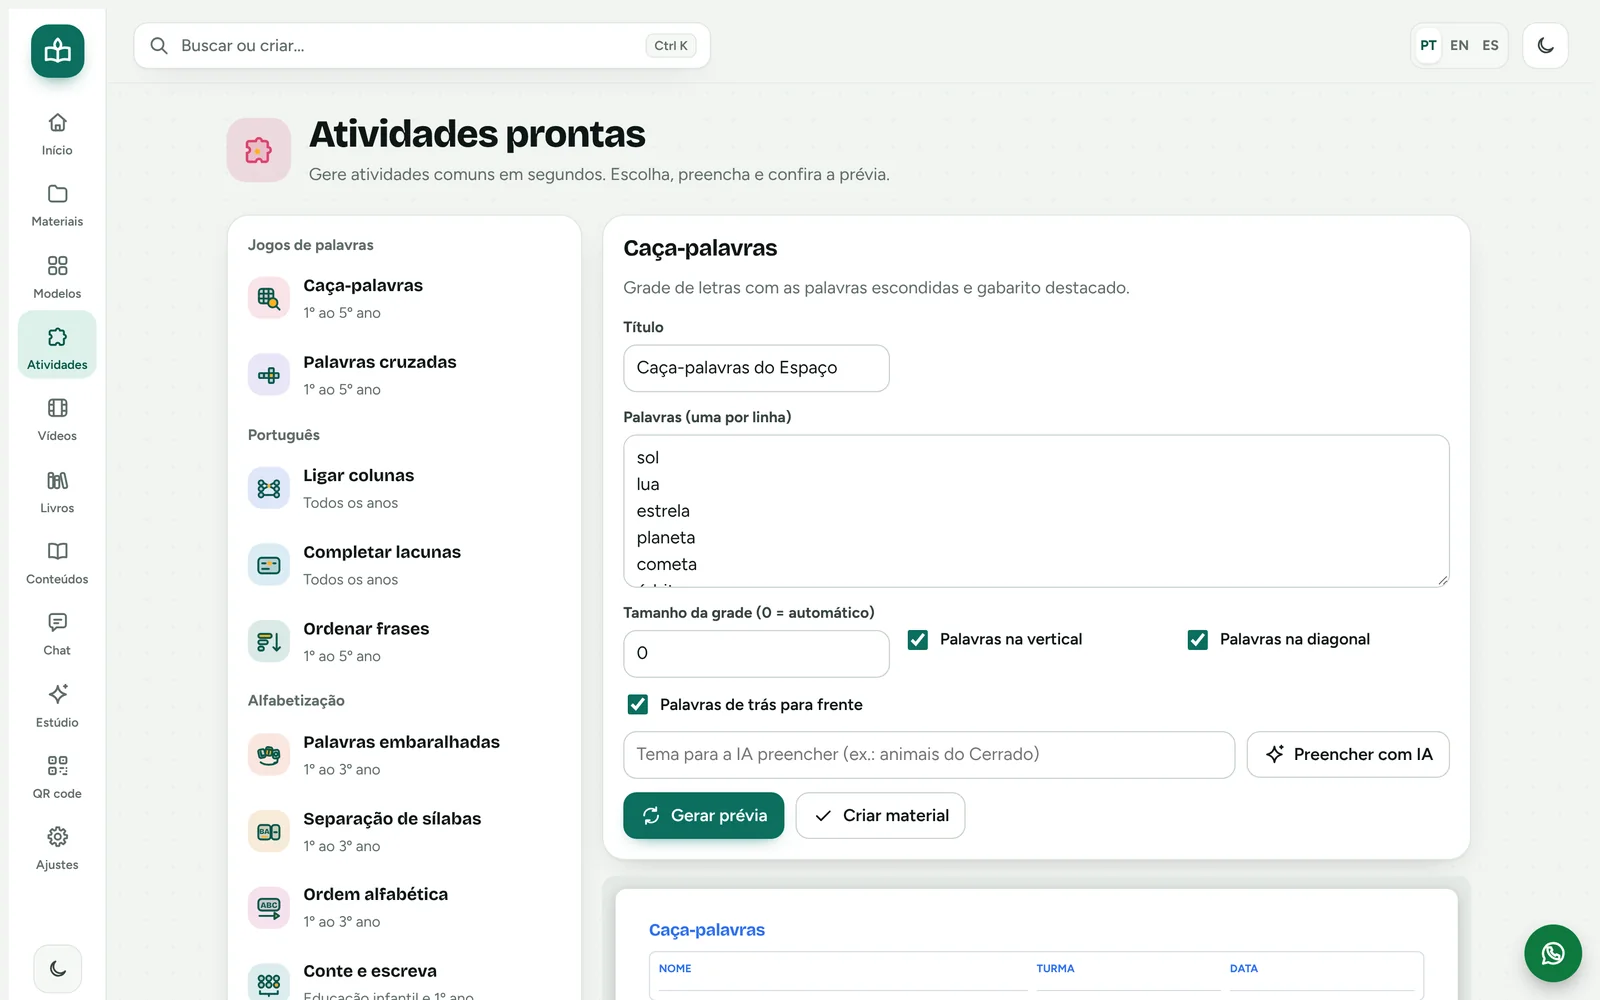 Buscar ou criar...
Ctrl K
PT EN ES
Início
Materiais
Modelos
Atividades
Vídeos
Livros
Conteúdos
Chat
Estúdio
QR code
Ajustes
Atividades prontas
Gere atividades comuns em segundos. Escolha, preencha e confira a prévia.
Jogos de palavras
Caça-palavras
1º ao 5º ano
Palavras cruzadas
1º ao 5º ano
Português
Ligar colunas
Todos os anos
Completar lacunas
Todos os anos
Ordenar frases
1º ao 5º ano
Alfabetização
Palavras embaralhadas
1º ao 3º ano
Separação de sílabas
1º ao 3º ano
ABC
Ordem alfabética
1º ao 3º ano
Conte e escreva
Educação infantil e 1º ano
Caça-palavras
Grade de letras com as palavras escondidas e gabarito destacado.
Título
Caça-palavras do Espaço
Palavras (uma por linha)
sol
lua
estrela
planeta
cometa
Tamanho da grade (0 = automático)
0
Palavras na vertical
Palavras na diagonal
Palavras de trás para frente
Tema para a IA preencher (ex.: animais do Cerrado)
Preencher com IA
Gerar prévia
Criar material
Caça-palavras
NOME
TURMA
DATA